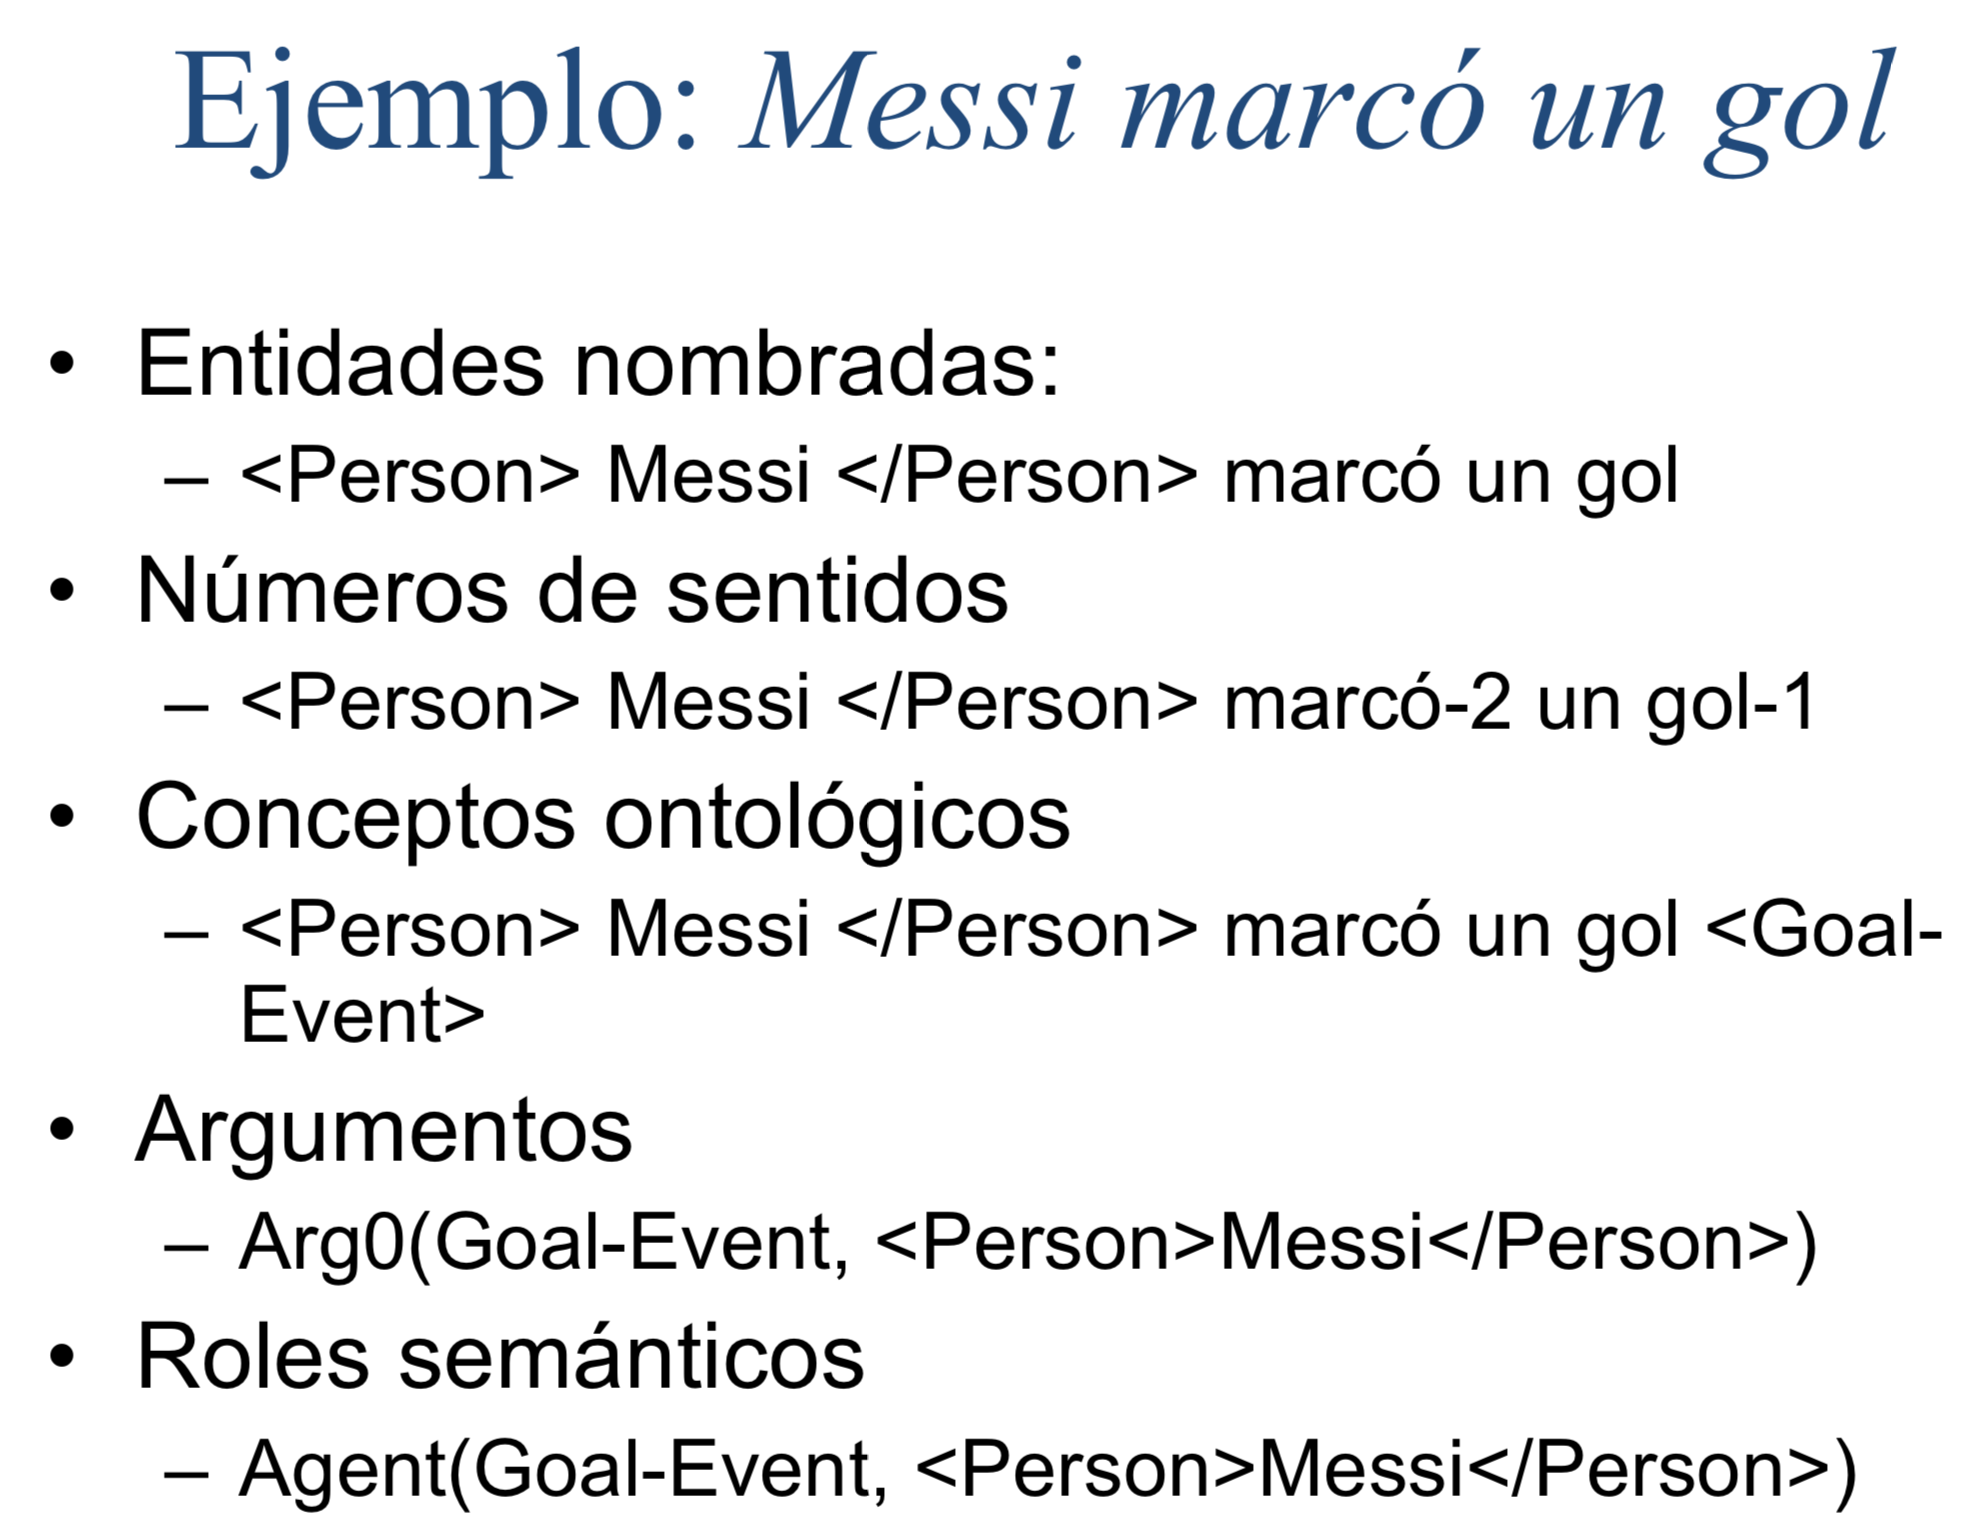 Ejemplo: Messi marcó un gol
• Entidades nombradas:
– <Person> Messi </Person> marcó un gol
• Números de sentidos
– <Person> Messi </Person> marcó-2 un gol-1
• Conceptos ontológicos
– <Person> Messi </Person> marcó un gol <Goal-
Event>
• Argumentos
– Arg0(Goal-Event, <Person>Messi</Person>)
• Roles semánticos
– Agent(Goal-Event, <Person>Messi</Person>)